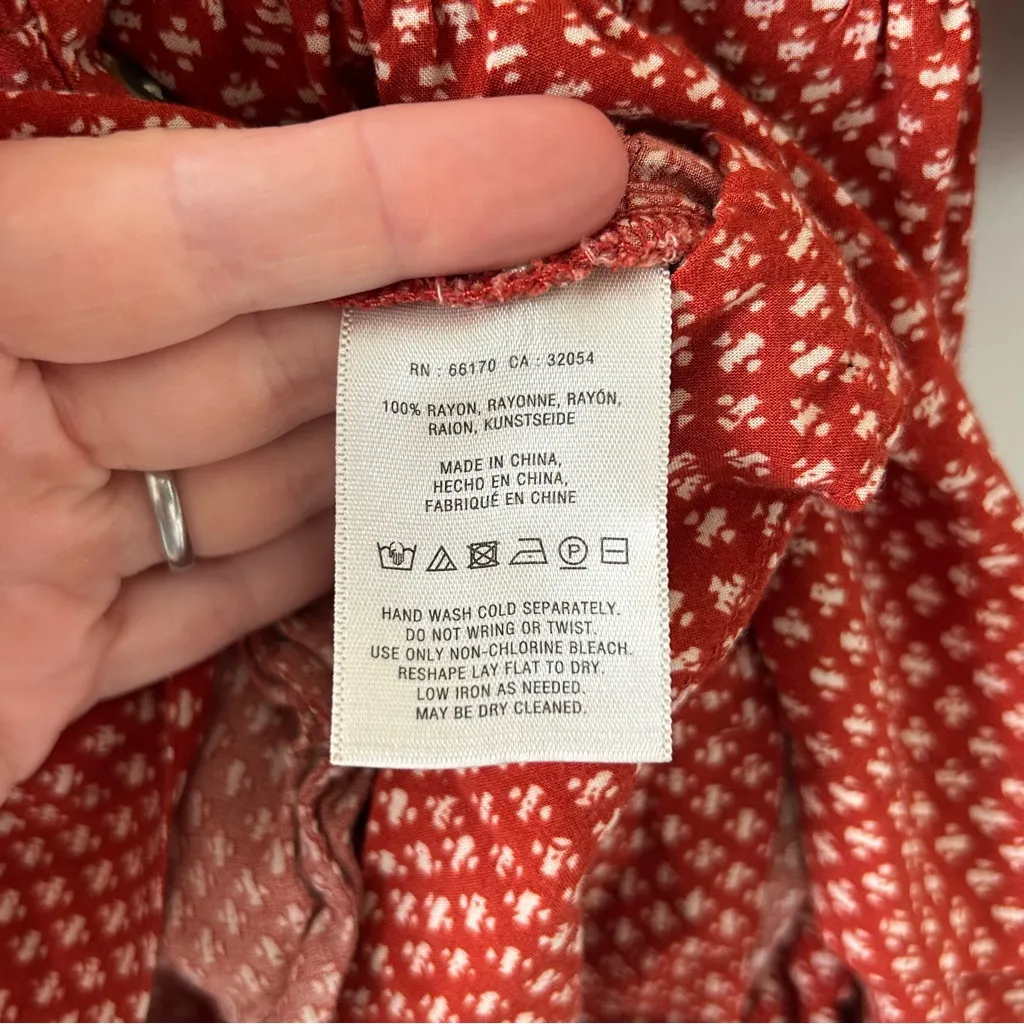 RN : 66170 CA : 32054
100% RAYON, RAYONNE, RAYÓN,
RAION, KUNSTSEIDE
MADE IN CHINA,
HECHO EN CHINA,
FABRIQUÉ EN CHINE
P
HAND WASH COLD SEPARATELY.
DO NOT WRING OR TWIST.
USE ONLY NON-CHLORINE BLEACH.
RESHAPE LAY FLAT TO DRY.
LOW IRON AS NEEDED.
MAY BE DRY CLEANED.